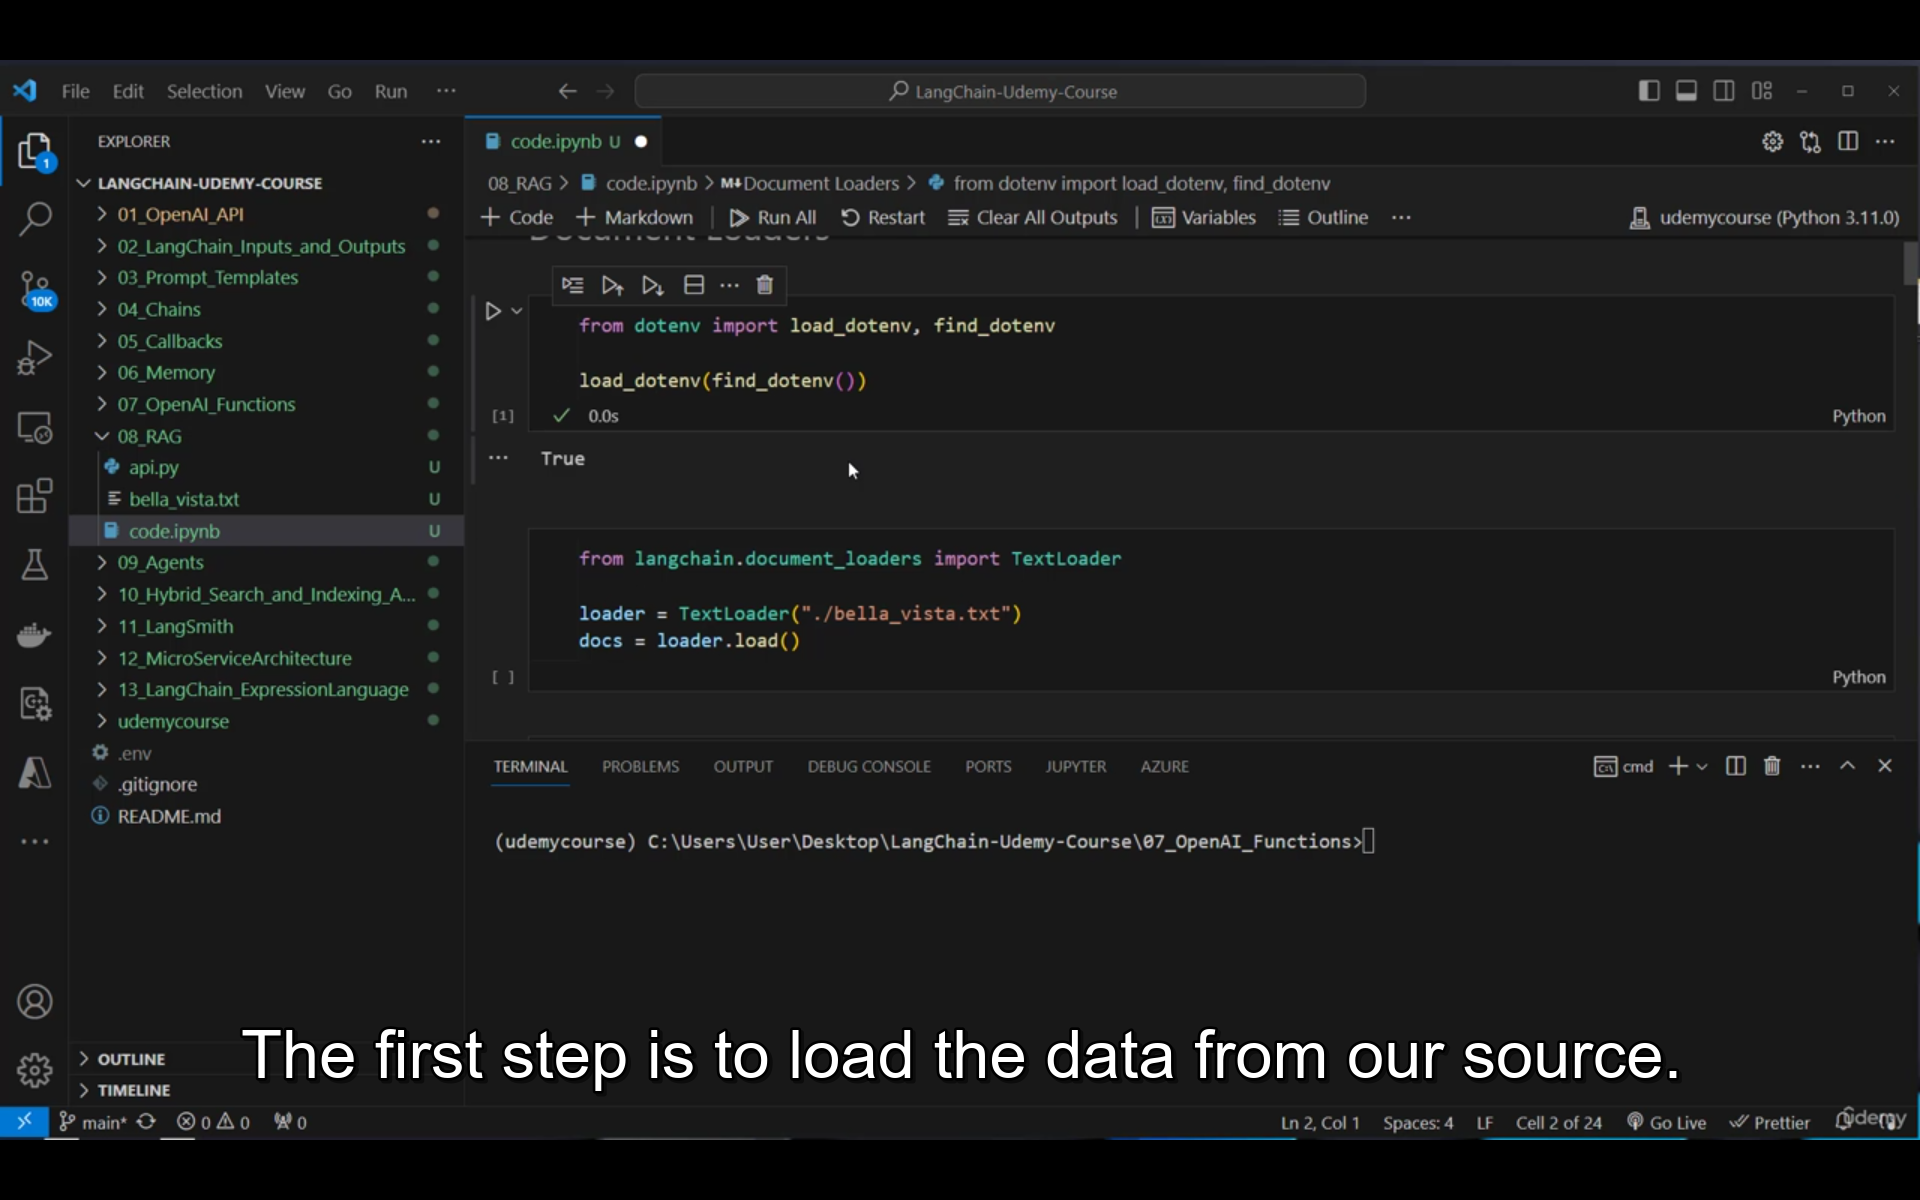 File Edit Selection View Go Run ... LangChain-Udemy-Course
EXPLORER
LANGCHAIN-UDEMY-COURSE
01_OpenAI_API
02_LangChain_Inputs_and_Outputs
03_Prompt_Templates
04_Chains
05_Callbacks
06_Memory
07_OpenAI_Functions
08_RAG
api.py U
bella_vista.txt U
code.ipynb U
09_Agents
10_Hybrid_Search_and_Indexing_A...
11_LangSmith
12_MicroServiceArchitecture
13_LangChain_ExpressionLanguage
udemycourse
.env
.gitignore
README.md
OUTLINE
TIMELINE
1
10K
code.ipynb U
08_RAG > code.ipynb > M↓Document Loaders > from dotenv import load_dotenv, find_dotenv
+ Code + Markdown | Run All Restart Clear All Outputs | Variables Outline ... udemycourse (Python 3.11.0)
Document Loaders
from dotenv import load_dotenv, find_dotenv
load_dotenv(find_dotenv())
[1] ✓ 0.0s Python
... True
from langchain.document_loaders import TextLoader
loader = TextLoader("./bella_vista.txt")
docs = loader.load()
[ ] Python
TERMINAL PROBLEMS OUTPUT DEBUG CONSOLE PORTS JUPYTER AZURE cmd
(udemycourse) C:\Users\User\Desktop\LangChain-Udemy-Course\07_OpenAI_Functions>
The first step is to load the data from our source.
main* 0 0 0 Ln 2, Col 1 Spaces: 4 LF Cell 2 of 24 Go Live Prettier
udemy